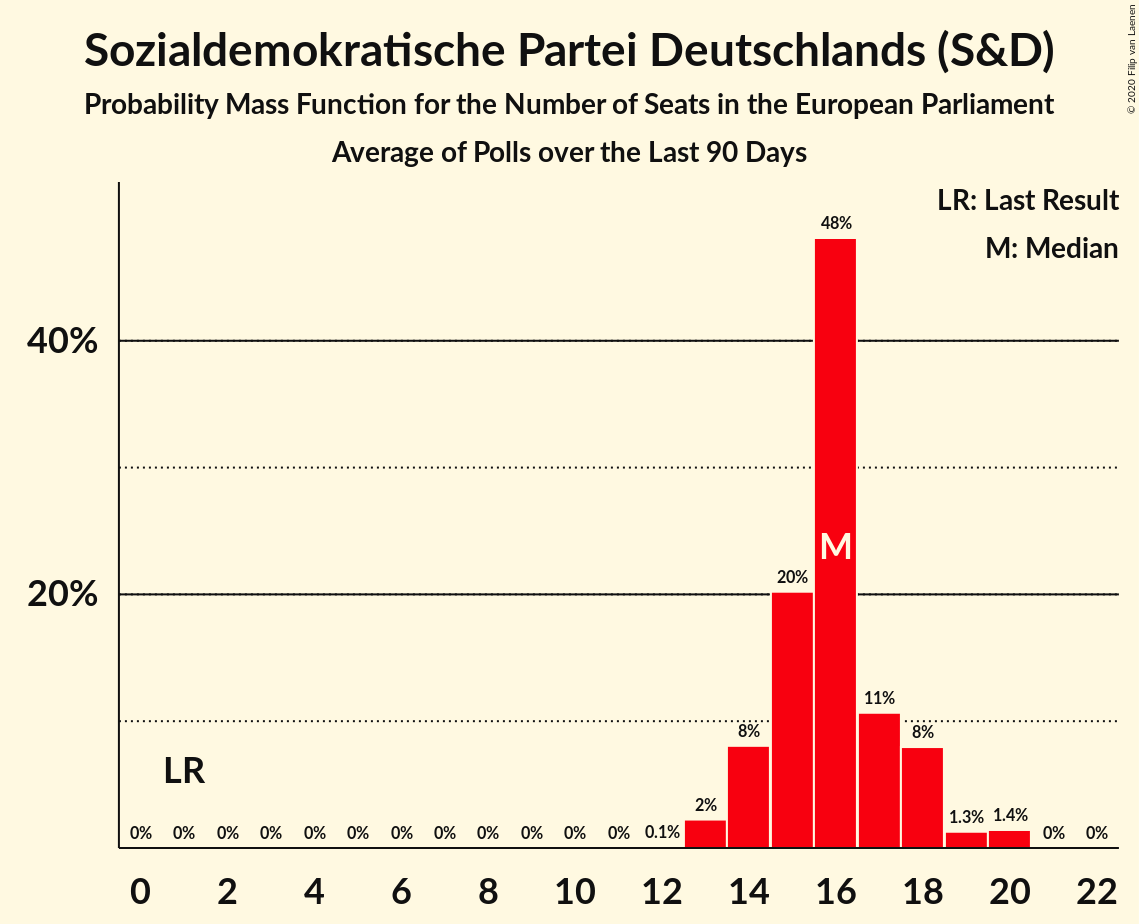 Sozialdemokratische Partei Deutschlands (S&D)
Probability Mass Function for the Number of Seats in the European Parliament
Average of Polls over the Last 90 Days
© 2020 Filip van Laenen
LR: Last Result
M: Median
48%
40%
M
20%
20%
11%
8%
8%
LR
2%
1.3%
1.4%
0% 0% 0% 0% 0% 0% 0% 0% 0% 0% 0% 0% 0.1% 0% 0%
0 2 4 6 8 10 12 14 16 18 20 22